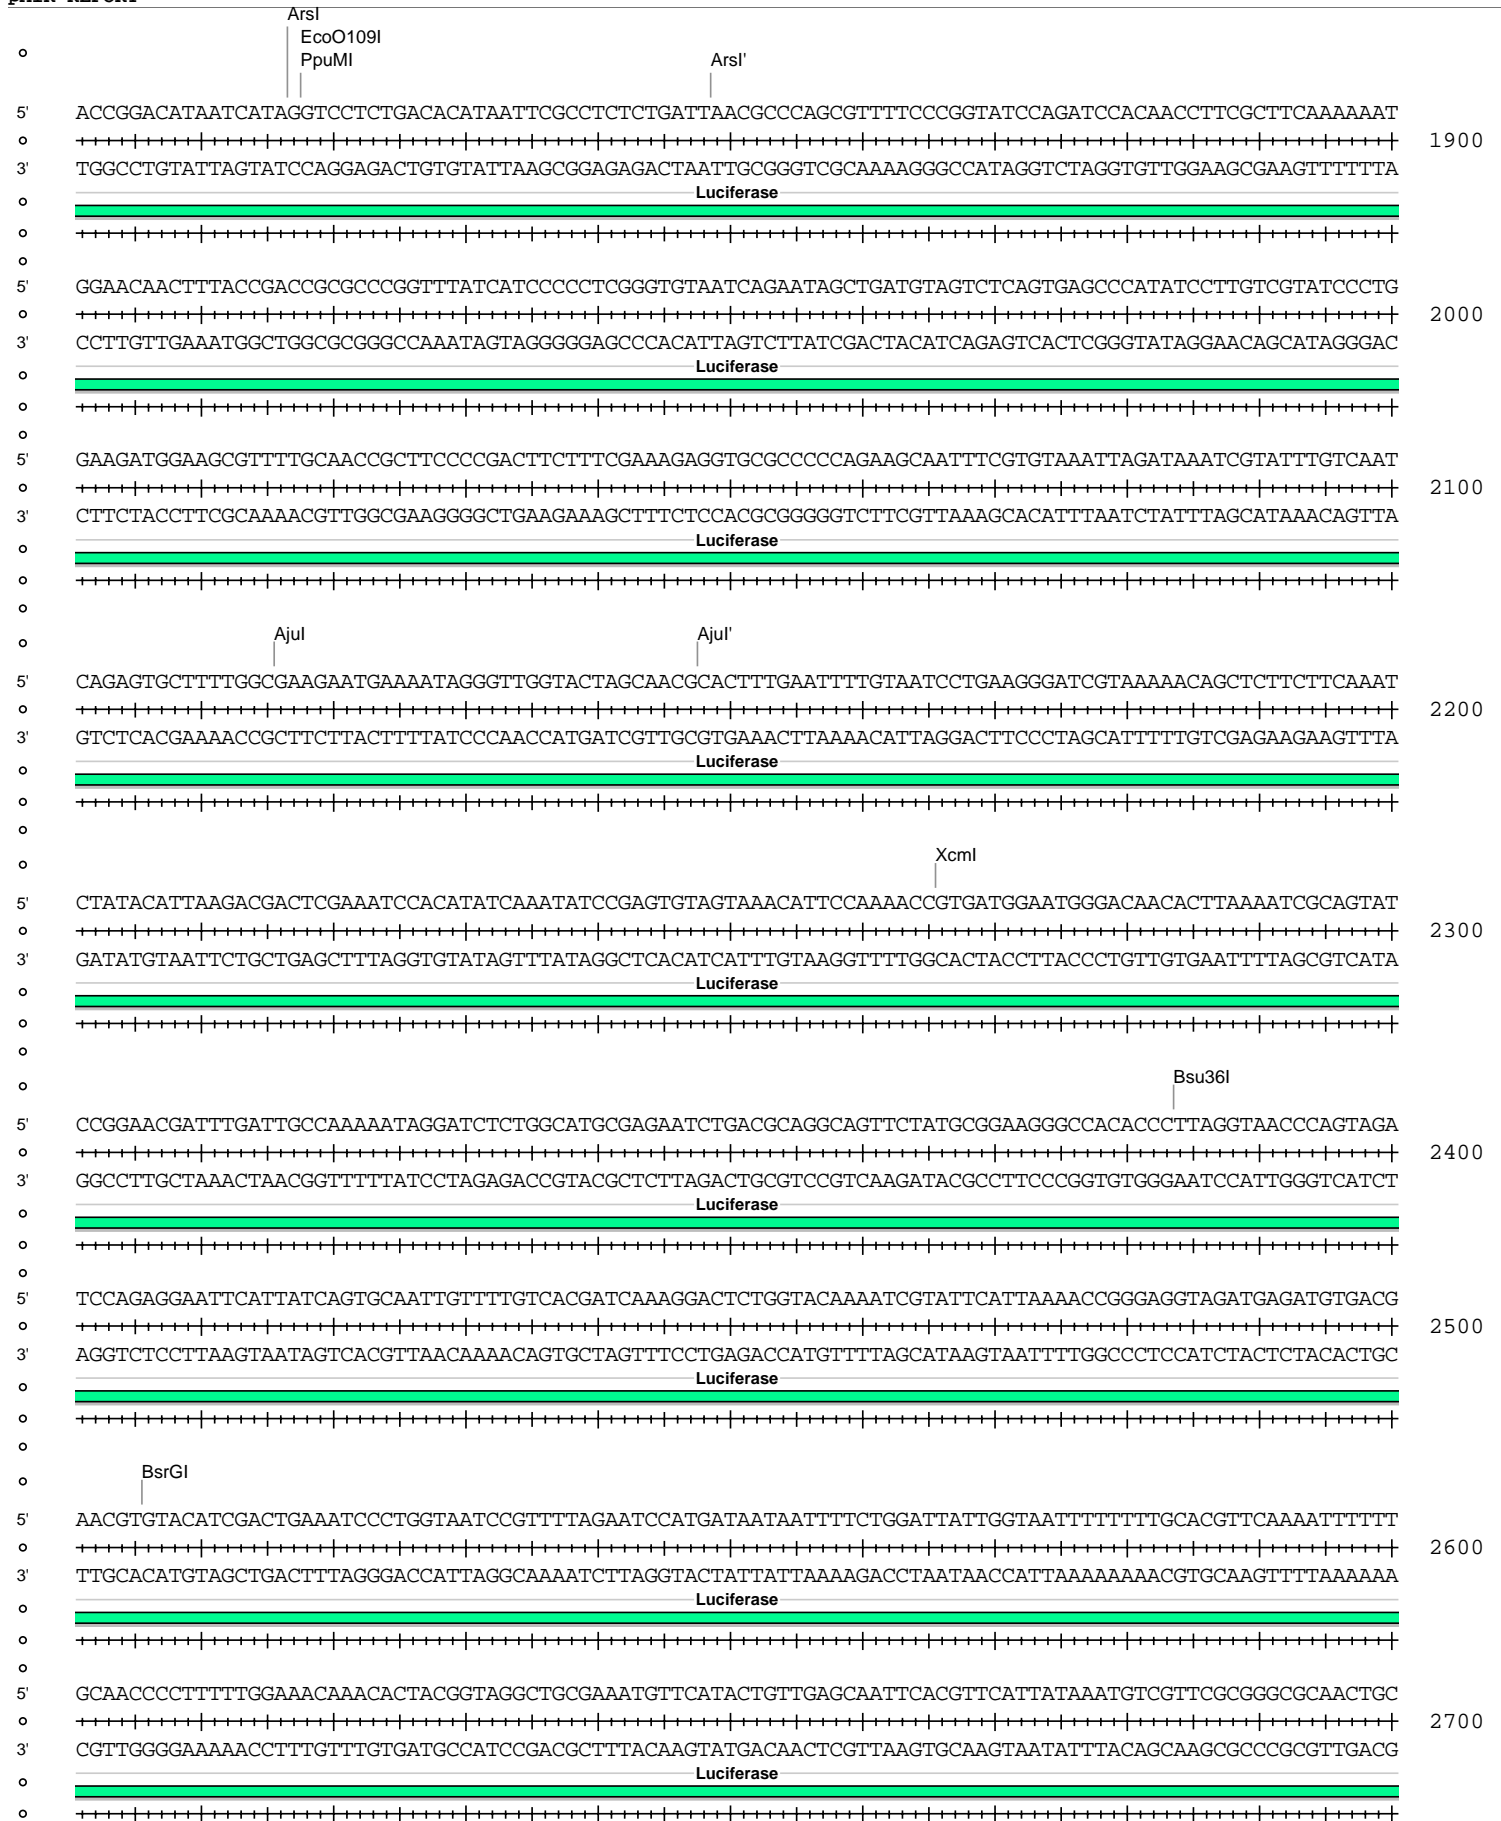 ArsI
EcoO109I
PpuMI
ArsI'
5' ACCGGACATAATCATAGGTCCTCTGACACATAATTCGCCTCTCTGATTAACGCCCAGCGTTTTCCCGGTATCCAGATCCACAACCTTCGCTTCAAAAAAT
1900
3' TGGCCTGTATTAGTATCCAGGAGACTGTGTATTAAGCGGAGAGACTAATTGCGGGTCGCAAAAGGGCCATAGGTCTAGGTGTTGGAAGCGAAGTTTTTTA
Luciferase
5' GGAACAACTTTACCGACCGCGCCCGGTTTATCATCCCCCTCGGGTGTAATCAGAATAGCTGATGTAGTCTCAGTGAGCCCATATCCTTGTCGTATCCCTG
2000
3' CCTTGTTGAAATGGCTGGCGCGGGCCAAATAGTAGGGGGAGCCCACATTAGTCTTATCGACTACATCAGAGTCACTCGGGTATAGGAACAGCATAGGGAC
Luciferase
5' GAAGATGGAAGCGTTTTGCAACCGCTTCCCCGACTTCTTTCGAAAGAGGTGCGCCCCCAGAAGCAATTTCGTGTAAATTAGATAAATCGTATTTGTCAAT
2100
3' CTTCTACCTTCGCAAAACGTTGGCGAAGGGGCTGAAGAAAGCTTTCTCCACGCGGGGGTCTTCGTTAAAGCACATTTAATCTATTTAGCATAAACAGTTA
Luciferase
AjuI
AjuI'
5' CAGAGTGCTTTTGGCGAAGAATGAAAATAGGGTTGGTACTAGCAACGCACTTTGAATTTTGTAATCCTGAAGGGATCGTAAAAACAGCTCTTCTTCAAAT
2200
3' GTCTCACGAAAACCGCTTCTTACTTTTATCCCAACCATGATCGTTGCGTGAAACTTAAAACATTAGGACTTCCCTAGCATTTTTGTCGAGAAGAAGTTTA
Luciferase
XcmI
5' CTATACATTAAGACGACTCGAAATCCACATATCAAATATCCGAGTGTAGTAAACATTCCAAAACCGTGATGGAATGGGACAACACTTAAAATCGCAGTAT
2300
3' GATATGTAATTCTGCTGAGCTTTAGGTGTATAGTTTATAGGCTCACATCATTTGTAAGGTTTTGGCACTACCTTACCCTGTTGTGAATTTTAGCGTCATA
Luciferase
Bsu36I
5' CCGGAACGATTTGATTGCCAAAAATAGGATCTCTGGCATGCGAGAATCTGACGCAGGCAGTTCTATGCGGAAGGGCCACACCCTTAGGTAACCCAGTAGA
2400
3' GGCCTTGCTAAACTAACGGTTTTTATCCTAGAGACCGTACGCTCTTAGACTGCGTCCGTCAAGATACGCCTTCCCGGTGTGGGAATCCATTGGGTCATCT
Luciferase
5' TCCAGAGGAATTCATTATCAGTGCAATTGTTTTGTCACGATCAAAGGACTCTGGTACAAAATCGTATTCATTAAAACCGGGAGGTAGATGAGATGTGACG
2500
3' AGGTCTCCTTAAGTAATAGTCACGTTAACAAAACAGTGCTAGTTTCCTGAGACCATGTTTTAGCATAAGTAATTTTGGCCCTCCATCTACTCTACACTGC
Luciferase
BsrGI
5' AACGTGTACATCGACTGAAATCCCTGGTAATCCGTTTTAGAATCCATGATAATAATTTTCTGGATTATTGGTAATTTTTTTTGCACGTTCAAAATTTTTT
2600
3' TTGCACATGTAGCTGACTTTAGGGACCATTAGGCAAAATCTTAGGTACTATTATTAAAAGACCTAATAACCATTAAAAAAAACGTGCAAGTTTTAAAAAA
Luciferase
5' GCAACCCCTTTTTGGAAACAAACACTACGGTAGGCTGCGAAATGTTCATACTGTTGAGCAATTCACGTTCATTATAAATGTCGTTCGCGGGCGCAACTGC
2700
3' CGTTGGGGAAAAACCTTTGTTTGTGATGCCATCCGACGCTTTACAAGTATGACAACTCGTTAAGTGCAAGTAATATTTACAGCAAGCGCCCGCGTTGACG
Luciferase